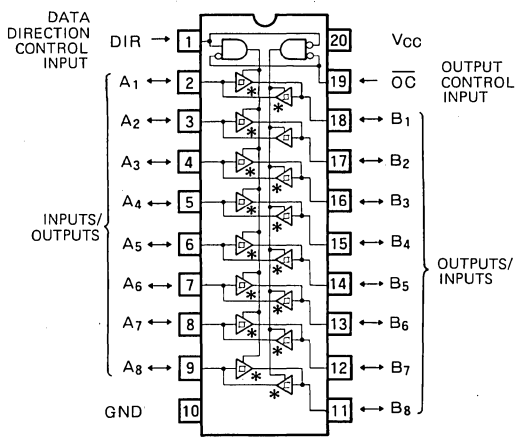 DATA
DIRECTION
CONTROL
INPUT
DIR → 1
20 Vcc
A1 ↔ 2
19 ← OC
OUTPUT
CONTROL
INPUT
A2 ↔ 3
18 ↔ B1
A3 ↔ 4
17 ↔ B2
A4 ↔ 5
16 ↔ B3
INPUTS/
OUTPUTS
A5 ↔ 6
15 ↔ B4
A6 ↔ 7
14 ↔ B5
OUTPUTS/
INPUTS
A7 ↔ 8
13 ↔ B6
A8 ↔ 9
12 ↔ B7
GND 10
11 ↔ B8